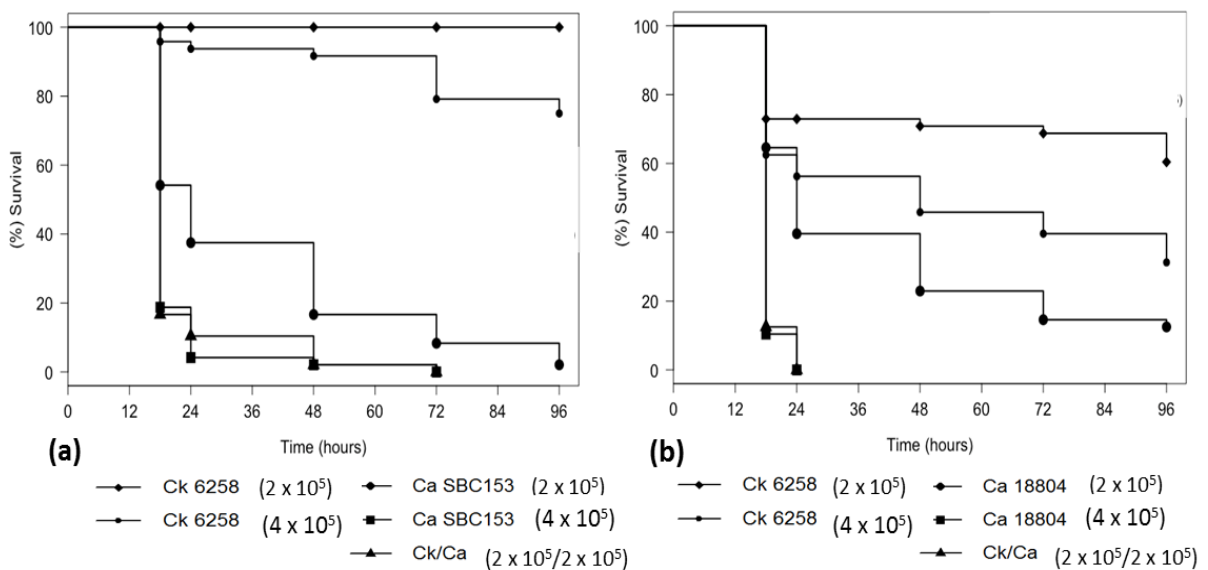 100
80
60
40
20
0
(%) Survival
0 12 24 36 48 60 72 84 96
Time (hours)
(a)
Ck 6258 (2 x 10⁵) Ca SBC153 (2 x 10⁵)
Ck 6258 (4 x 10⁵) Ca SBC153 (4 x 10⁵)
Ck/Ca (2 x 10⁵/2 x 10⁵)
100
80
60
40
20
0
(%) Survival
)
0 12 24 36 48 60 72 84 96
Time (hours)
(b)
Ck 6258 (2 x 10⁵) Ca 18804 (2 x 10⁵)
Ck 6258 (4 x 10⁵) Ca 18804 (4 x 10⁵)
Ck/Ca (2 x 10⁵/2 x 10⁵)